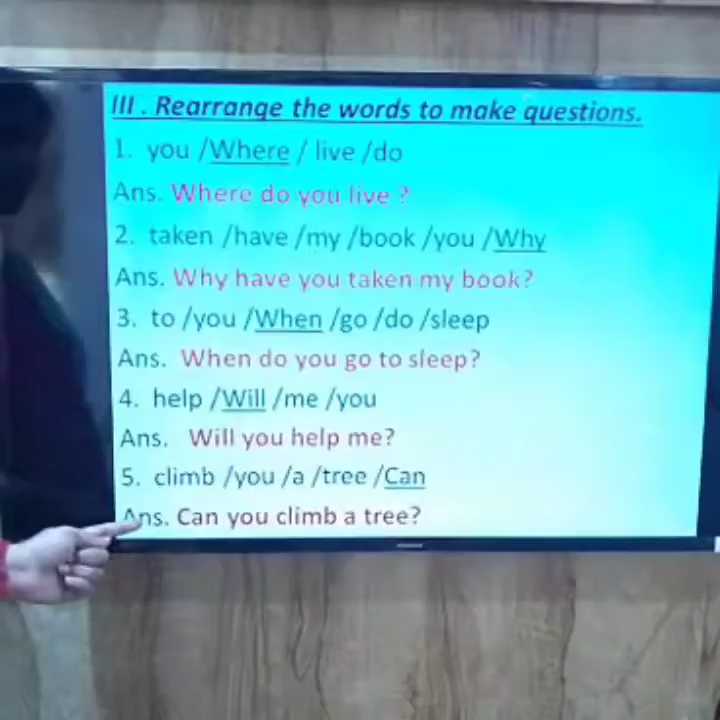 III . Rearrange the words to make questions.
1. you /Where / live /do
Ans. Where do you live ?
2. taken /have /my /book /you /Why
Ans. Why have you taken my book?
3. to /you /When /go /do /sleep
Ans. When do you go to sleep?
4. help /Will /me /you
Ans. Will you help me?
5. climb /you /a /tree /Can
Ans. Can you climb a tree?